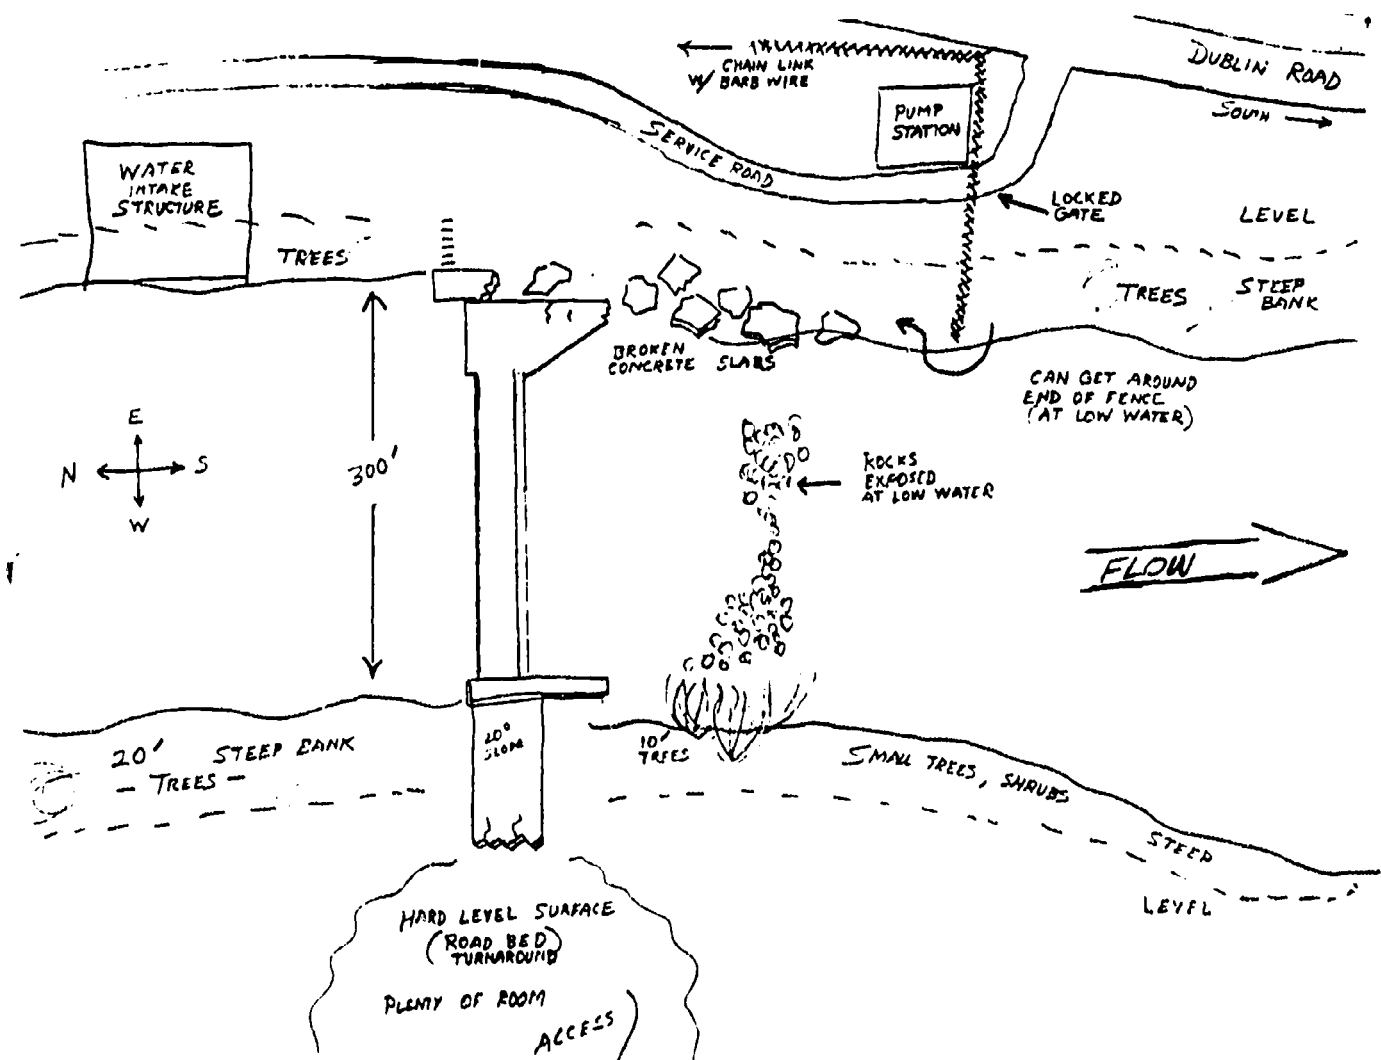 DUBLIN ROAD
SOUTH
CHAIN LINK
W/ BARB WIRE
PUMP
STATION
SERVICE ROAD
WATER
INTAKE
STRUCTURE
LOCKED
GATE
LEVEL
TREES
TREES
STEEP
BANK
BROKEN
CONCRETE SLABS
CAN GET AROUND
END OF FENCE
(AT LOW WATER)
E
N S
W
300'
ROCKS
EXPOSED
AT LOW WATER
FLOW
20' STEEP BANK
- TREES -
20°
SLOPE
10'
TREES
SMALL TREES, SHRUBS
STEEP
LEVEL
HARD LEVEL SURFACE
(ROAD BED)
TURNAROUND
PLENTY OF ROOM
ACCESS